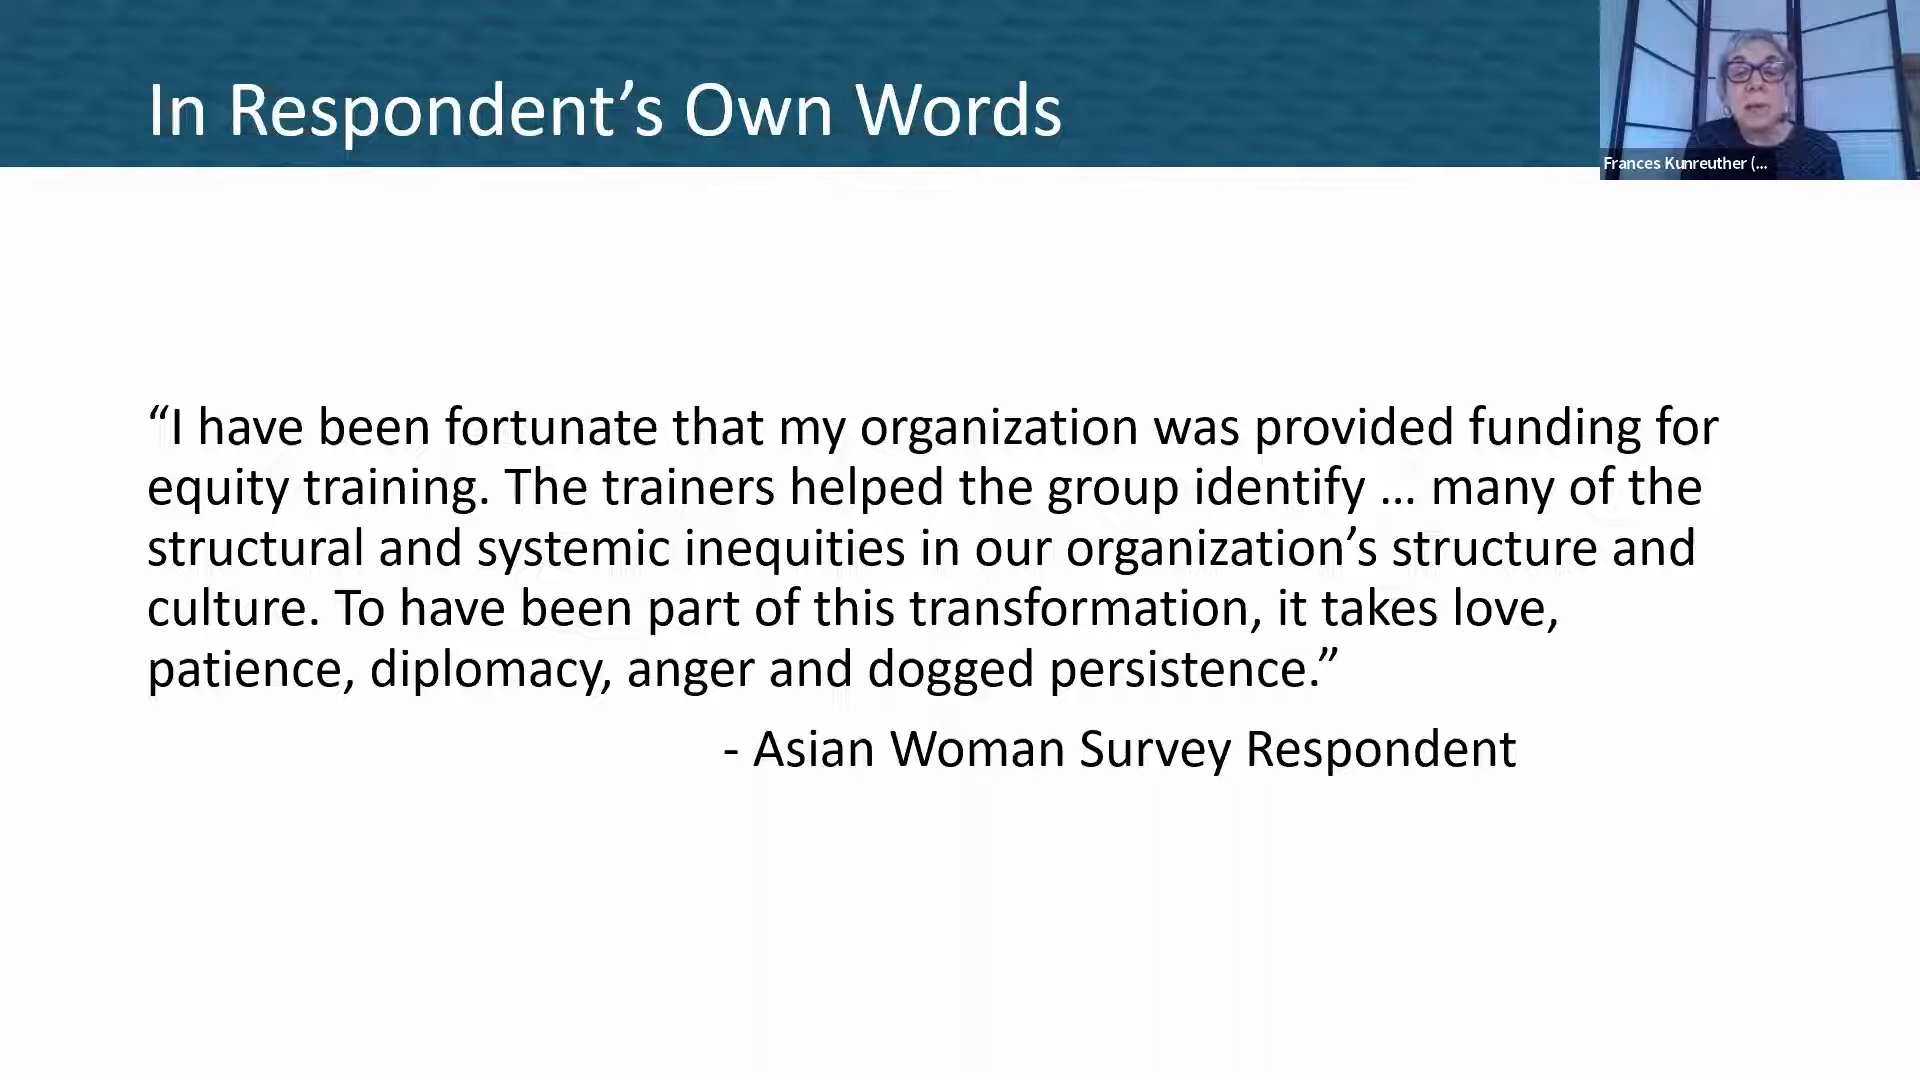 In Respondent’s Own Words
Frances Kunreuther (...
“I have been fortunate that my organization was provided funding for
equity training. The trainers helped the group identify … many of the
structural and systemic inequities in our organization’s structure and
culture. To have been part of this transformation, it takes love,
patience, diplomacy, anger and dogged persistence.”
- Asian Woman Survey Respondent